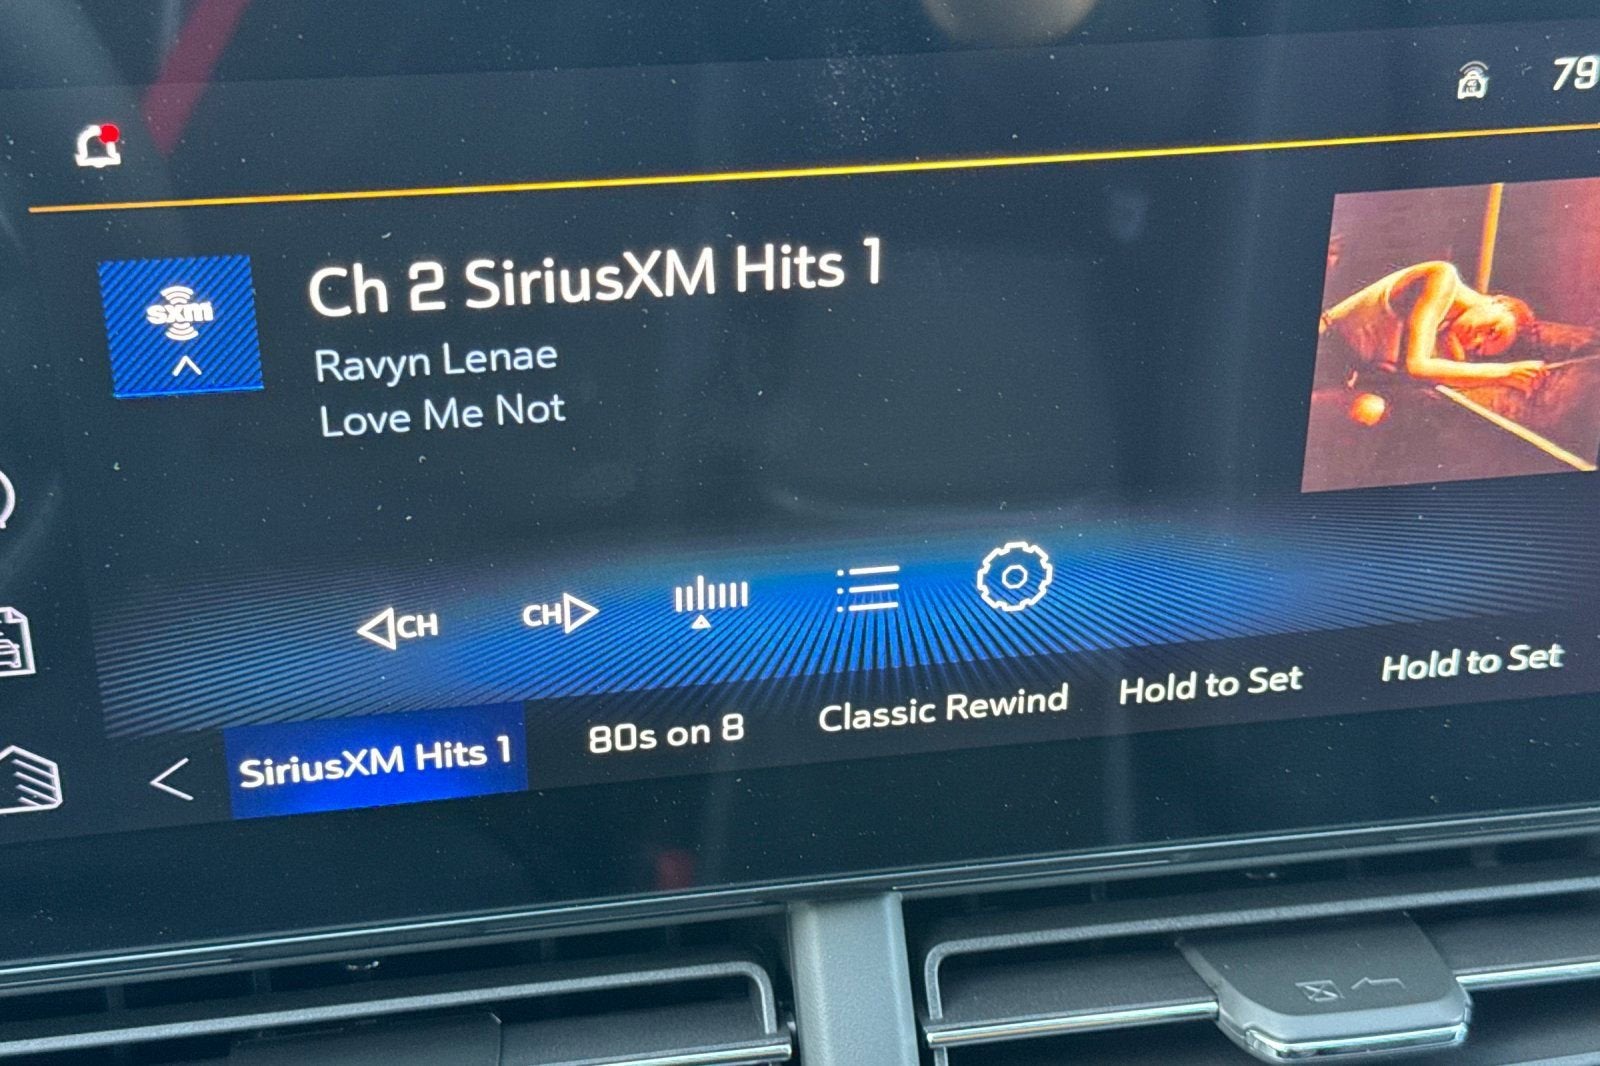 79
sxm
Ch 2 SiriusXM Hits 1
Ravyn Lenae
Love Me Not
CH
CH
SiriusXM Hits 1
80s on 8
Classic Rewind
Hold to Set
Hold to Set